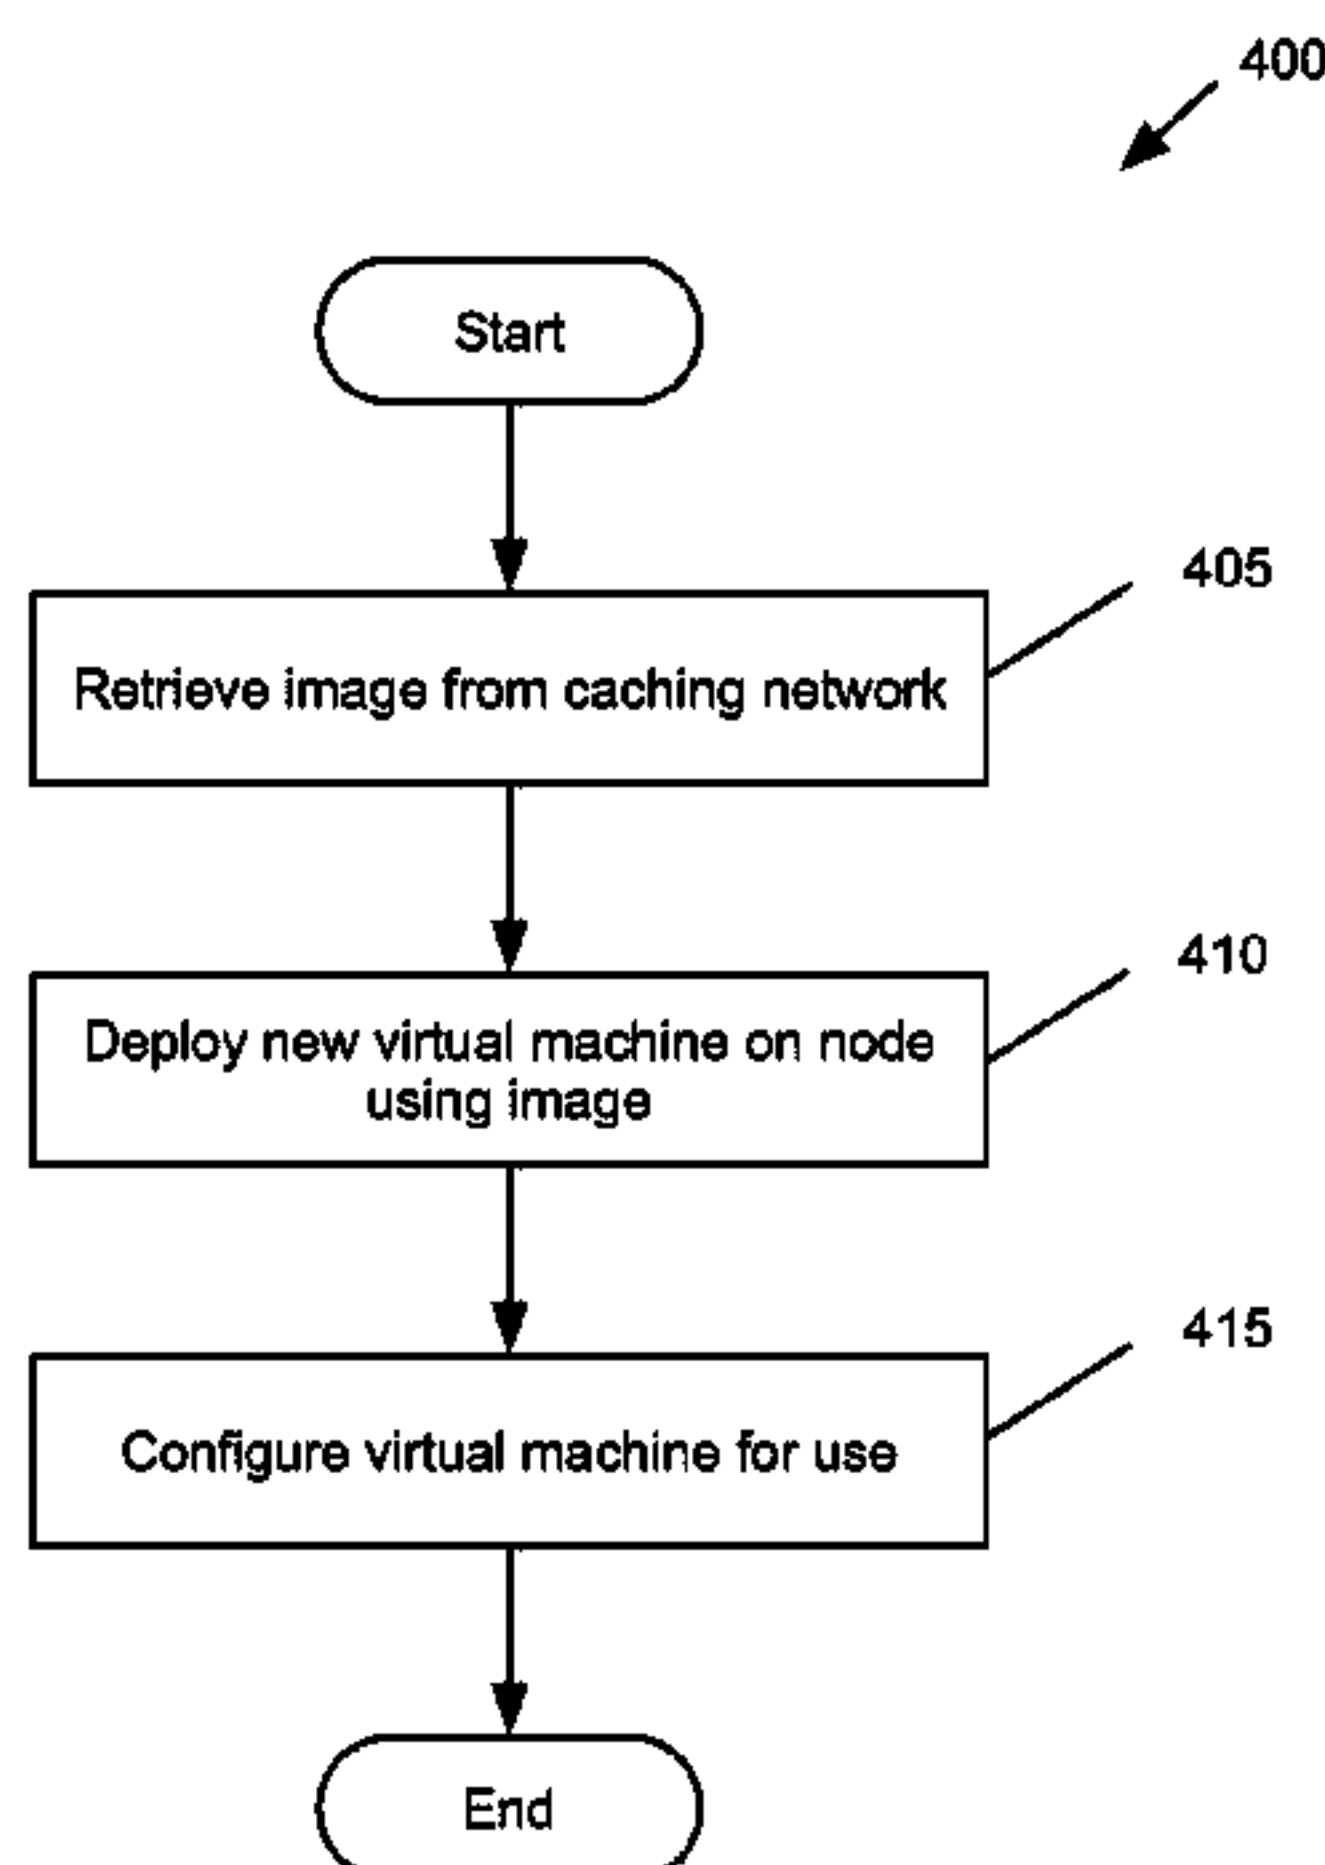 400
Start
405
Retrieve image from caching network
410
Deploy new virtual machine on node
using image
415
Configure virtual machine for use
End